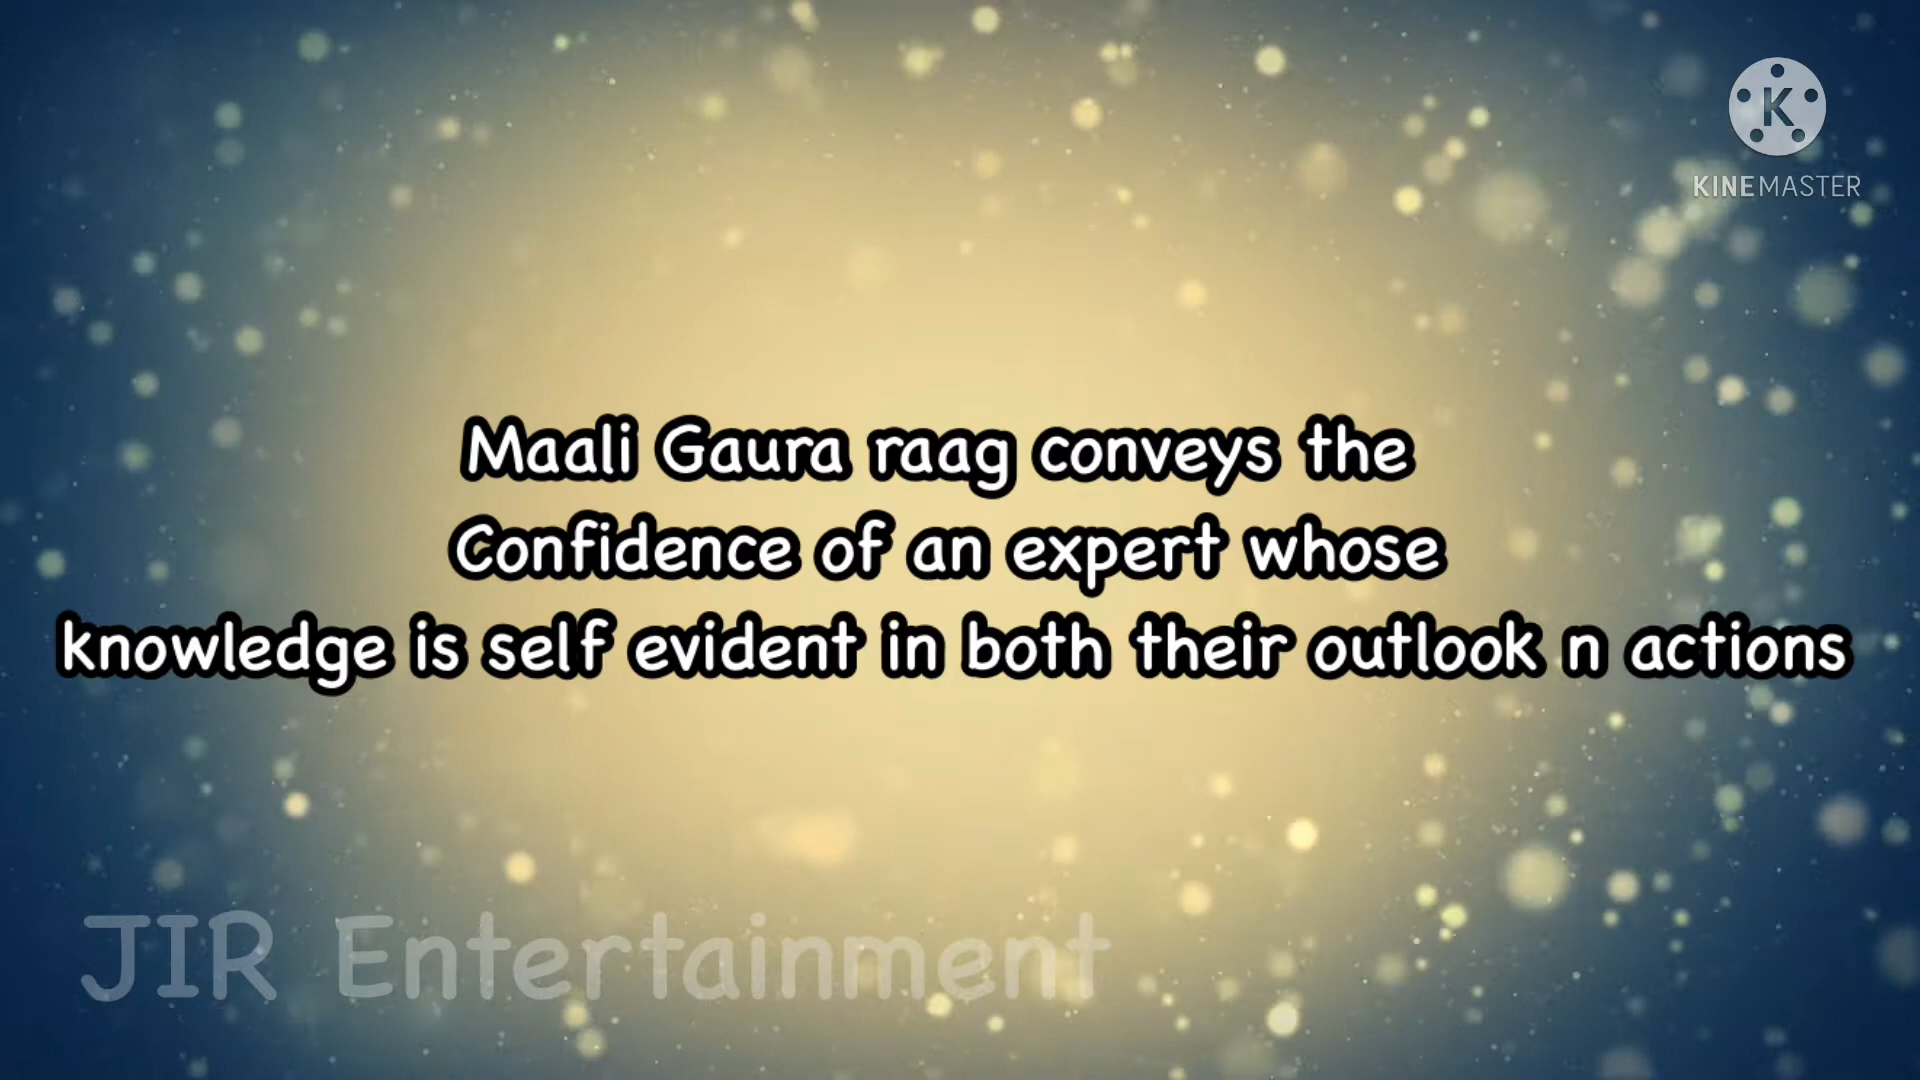 K
KINEMASTER
Maali Gaura raag conveys the
Confidence of an expert whose
knowledge is self evident in both their outlook n actions
JIR Entertainment